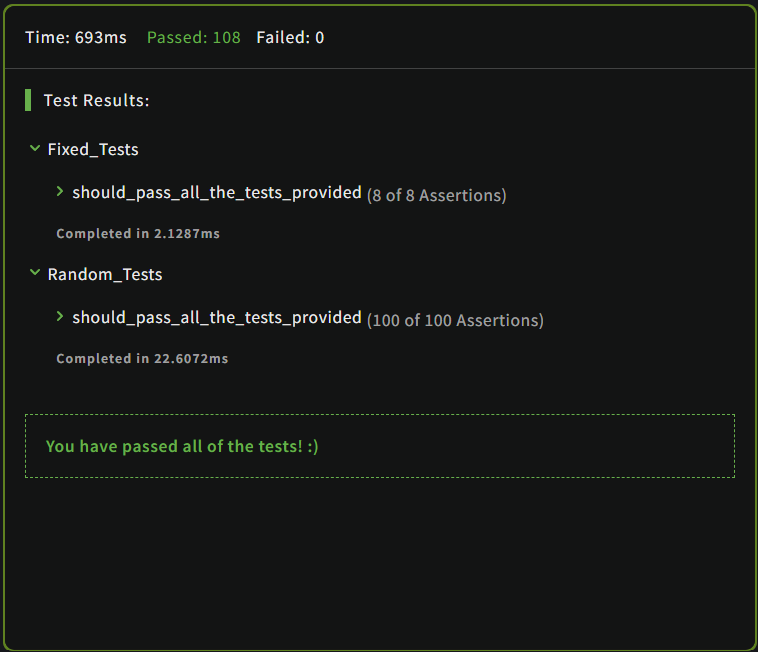 Time: 693ms Passed: 108 Failed: 0
Test Results:
Fixed_Tests
should_pass_all_the_tests_provided (8 of 8 Assertions)
Completed in 2.1287ms
Random_Tests
should_pass_all_the_tests_provided (100 of 100 Assertions)
Completed in 22.6072ms
You have passed all of the tests! :)